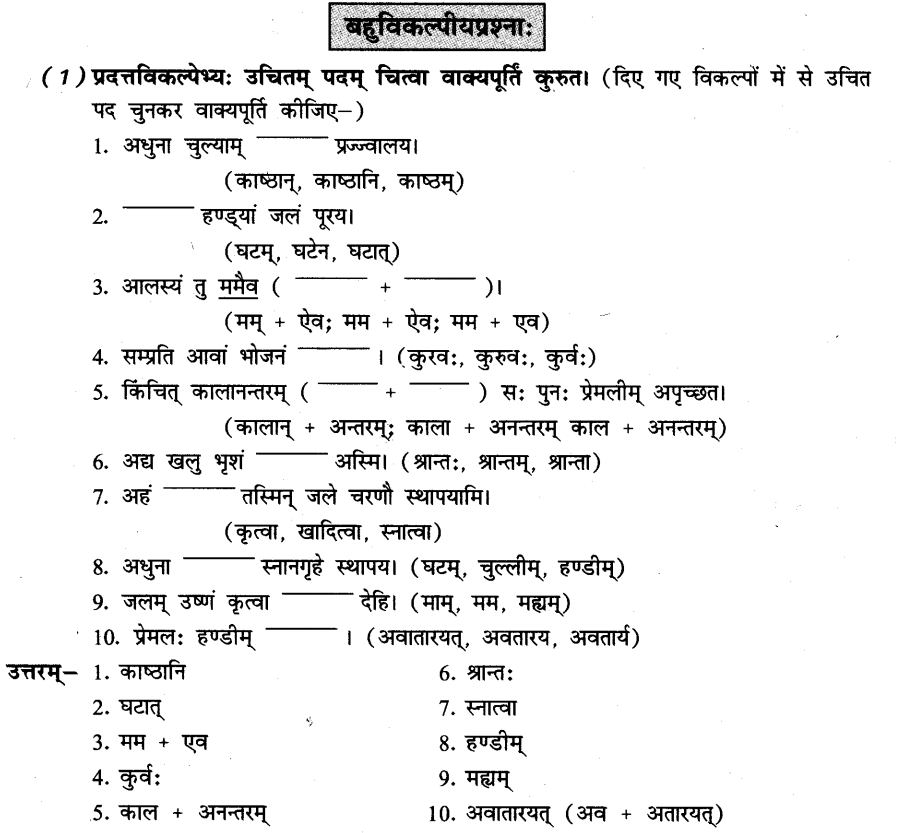 बहुविकल्पीयप्रश्नाः
(1) प्रदत्तविकल्पेभ्यः उचितम् पदम् चित्वा वाक्यपूर्तिं कुरुत। (दिए गए विकल्पों में से उचित
पद चुनकर वाक्यपूर्ति कीजिए–)
1. अधुना चुल्याम् ______ प्रज्ज्वालय।
(काष्ठान्, काष्ठानि, काष्ठम्)
2. ______ हण्ड्यां जलं पूरय।
(घटम्, घटेन, घटात्)
3. आलस्यं तु ममैव ( ______ + ______ )।
(मम् + ऐव; मम + ऐव; मम + एव)
4. सम्प्रति आवां भोजनं ______ । (कुरवः, कुरुवः, कुर्वः)
5. किंचित् कालानन्तरम् ( ______ + ______ ) सः पुनः प्रेमलीम् अपृच्छत।
(कालान् + अन्तरम्; काला + अनन्तरम् काल + अनन्तरम्)
6. अद्य खलु भृशं ______ अस्मि। (श्रान्तः, श्रान्तम्, श्रान्ता)
7. अहं ______ तस्मिन् जले चरणौ स्थापयामि।
(कृत्वा, खादित्वा, स्नात्वा)
8. अधुना ______ स्नानगृहे स्थापय। (घटम्, चुल्लीम्, हण्डीम्)
9. जलम् उष्णं कृत्वा ______ देहि। (माम्, मम, मह्यम्)
10. प्रेमलः हण्डीम् ______ । (अवातारयत्, अवतारय, अवतार्य)
उत्तरम्– 1. काष्ठानि 6. श्रान्तः
2. घटात् 7. स्नात्वा
3. मम + एव 8. हण्डीम्
4. कुर्वः 9. मह्यम्
5. काल + अनन्तरम् 10. अवातारयत् (अव + अतारयत्)